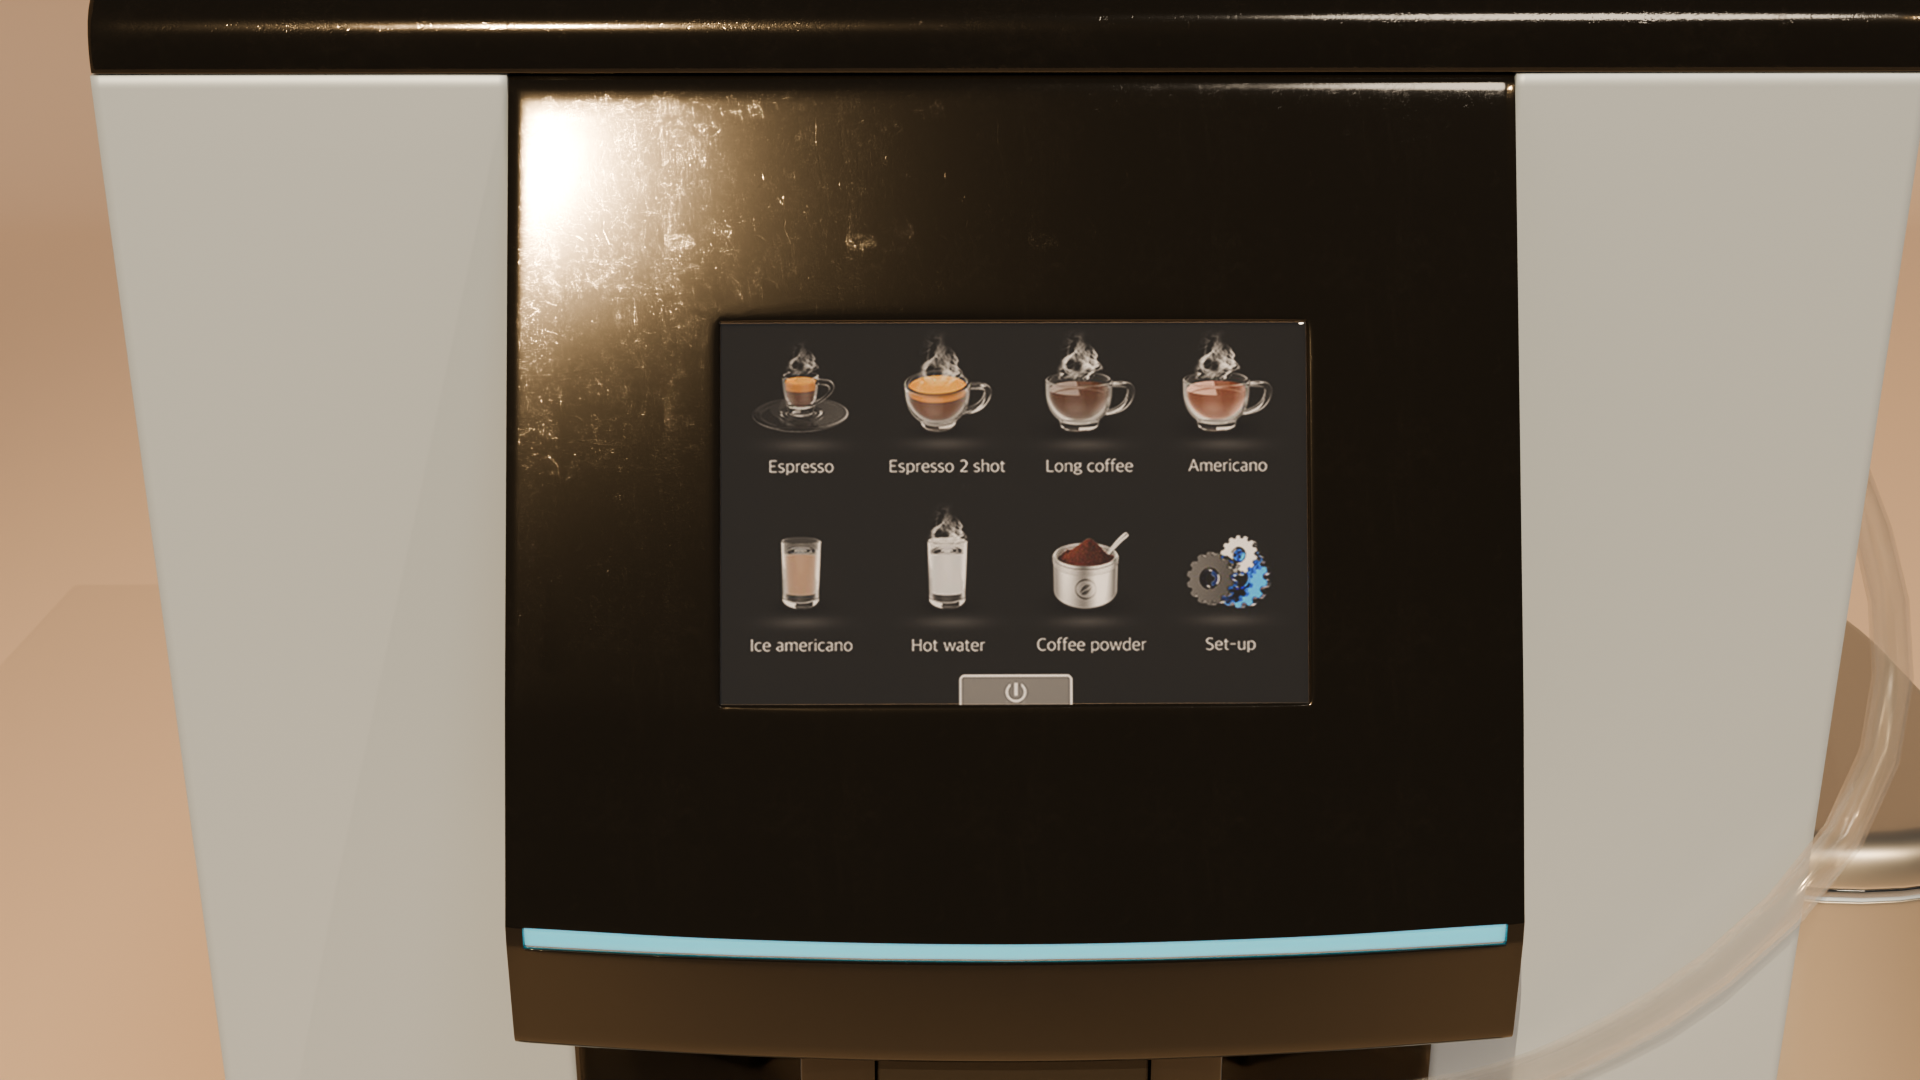 Espresso
Espresso 2 shot
Long coffee
Americano
Ice americano
Hot water
Coffee powder
Set-up